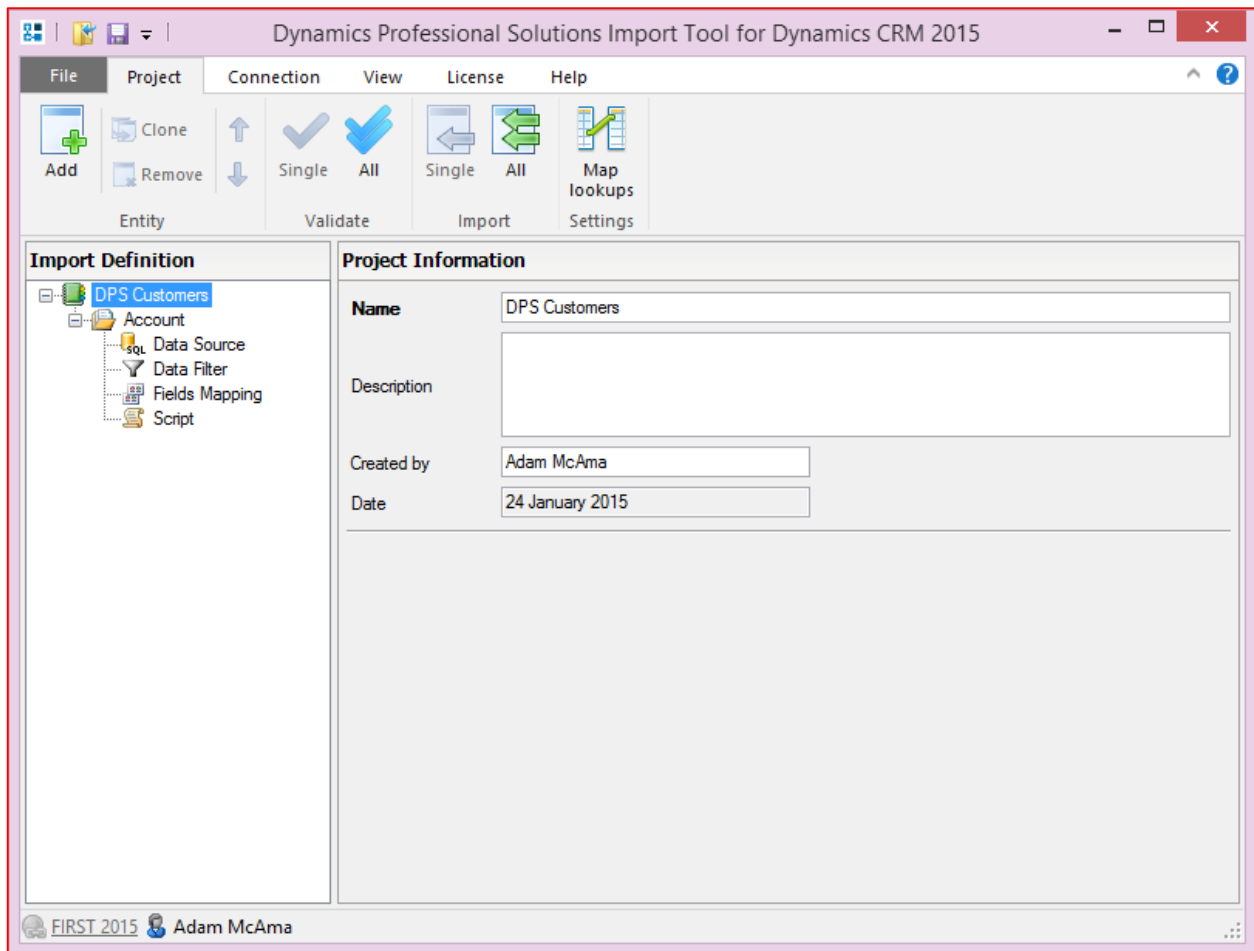 Dynamics Professional Solutions Import Tool for Dynamics CRM 2015
File Project Connection View License Help
Add Clone Remove Single All Single All Map lookups
Entity Validate Import Settings
Import Definition
DPS Customers
Account
SQL Data Source
Data Filter
Fields Mapping
Script
Project Information
Name DPS Customers
Description
Created by Adam McAma
Date 24 January 2015
FIRST 2015 Adam McAma